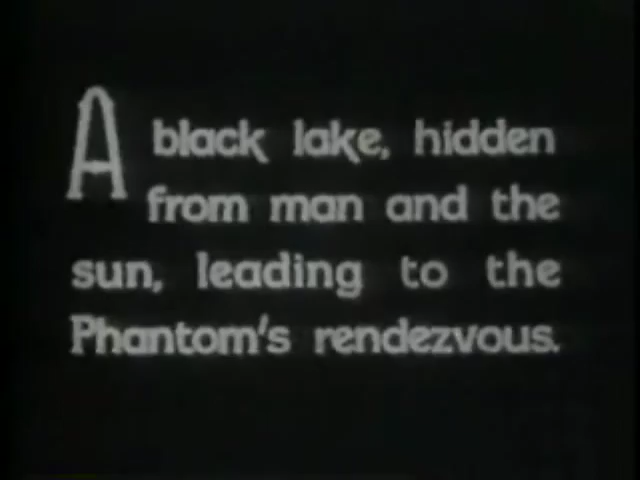 A black lake, hidden
from man and the
sun, leading to the
Phantom's rendezvous.